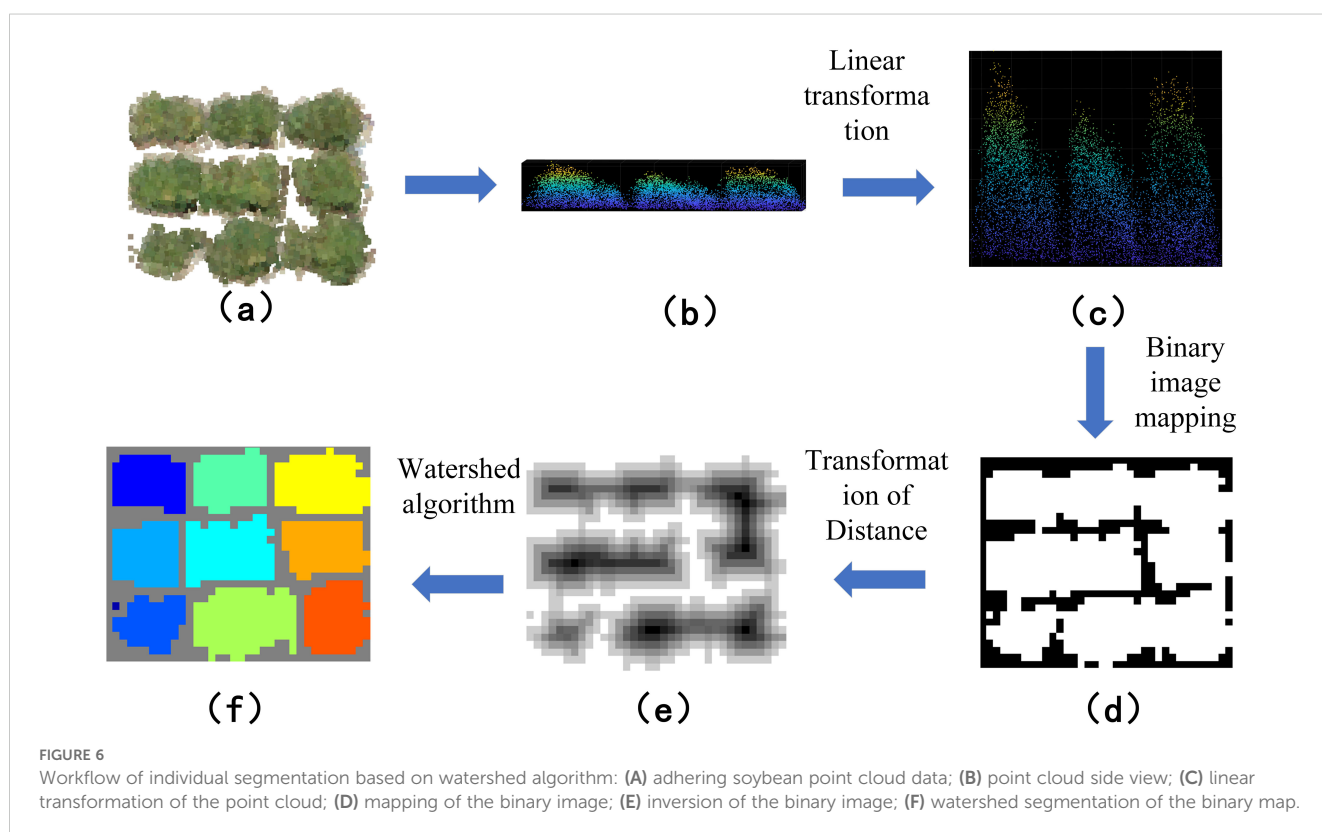 Linear
transforma
tion
(a)
(b)
(c)
Binary
image
mapping
Watershed
algorithm
Transformat
ion of
Distance
(f)
(e)
(d)
FIGURE 6
Workflow of individual segmentation based on watershed algorithm: (A) adhering soybean point cloud data; (B) point cloud side view; (C) linear
transformation of the point cloud; (D) mapping of the binary image; (E) inversion of the binary image; (F) watershed segmentation of the binary map.